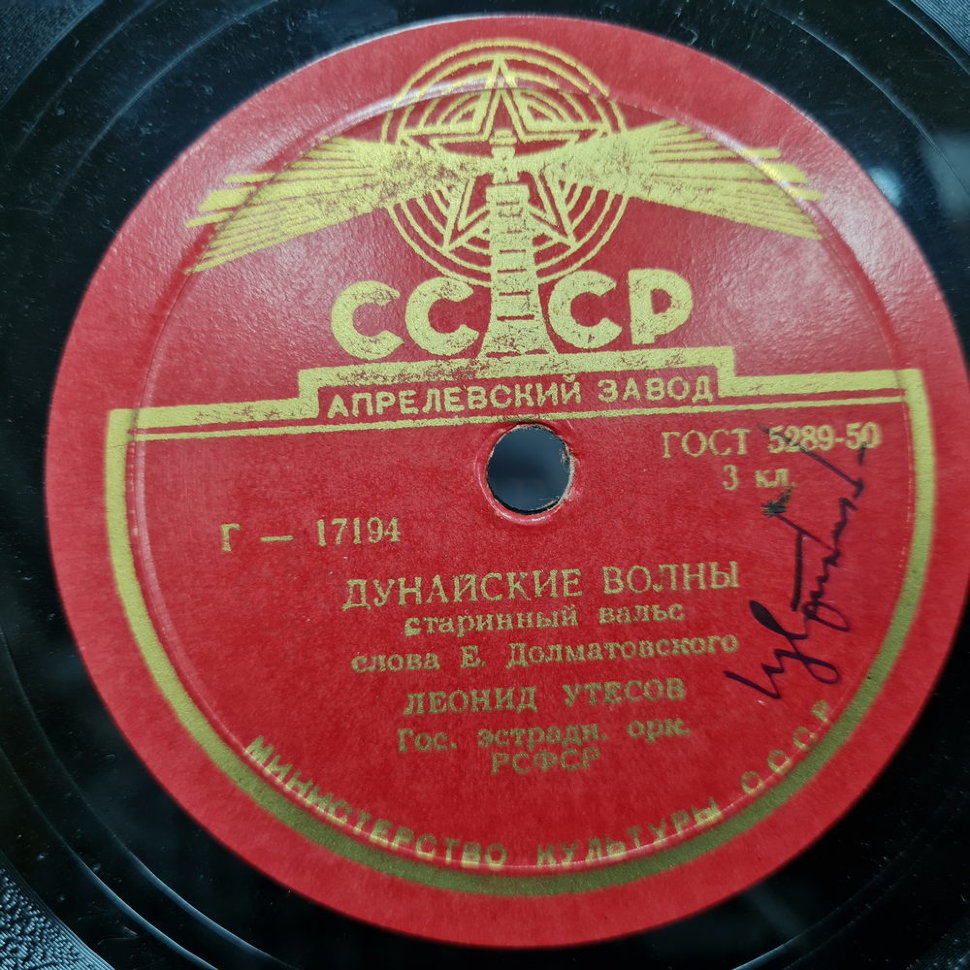 СССР
АПРЕЛЕВСКИЙ ЗАВОД
ГОСТ 5289-50
3 кл.
Г — 17194
ДУНАЙСКИЕ ВОЛНЫ
старинный вальс
слова Е. Долматовского
ЛЕОНИД УТЕСОВ
Гос. эстрадн. орк.
РСФСР
МИНИСТЕРСТВО КУЛЬТУРЫ СССР